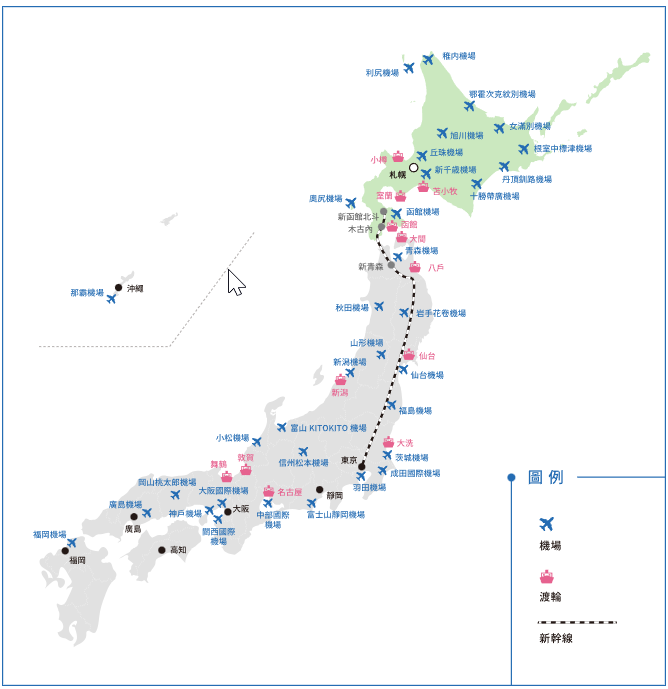 稚内機場
利尻機場
鄂霍次克紋別機場
女滿別機場
旭川機場
根室中標津機場
丘珠機場
小樽
札幌
新千歲機場
丹頂釧路機場
十勝帶廣機場
苫小牧
室蘭
奧尻機場
函館機場
新函館北斗
函館
木古內
大間
青森機場
新青森
八戶
那霸機場
沖繩
秋田機場
岩手花卷機場
山形機場
仙台
新潟機場
仙台機場
新潟
福島機場
富山 KITOKITO 機場
小松機場
大洗
信州松本機場
茨城機場
東京
成田國際機場
羽田機場
敦賀
舞鶴
岡山桃太郎機場
大阪國際機場
名古屋
靜岡
廣島機場
神戶機場
大阪
中部國際
機場
富士山靜岡機場
廣島
關西國際
機場
福岡機場
福岡
高知
圖例
機場
渡輪
新幹線